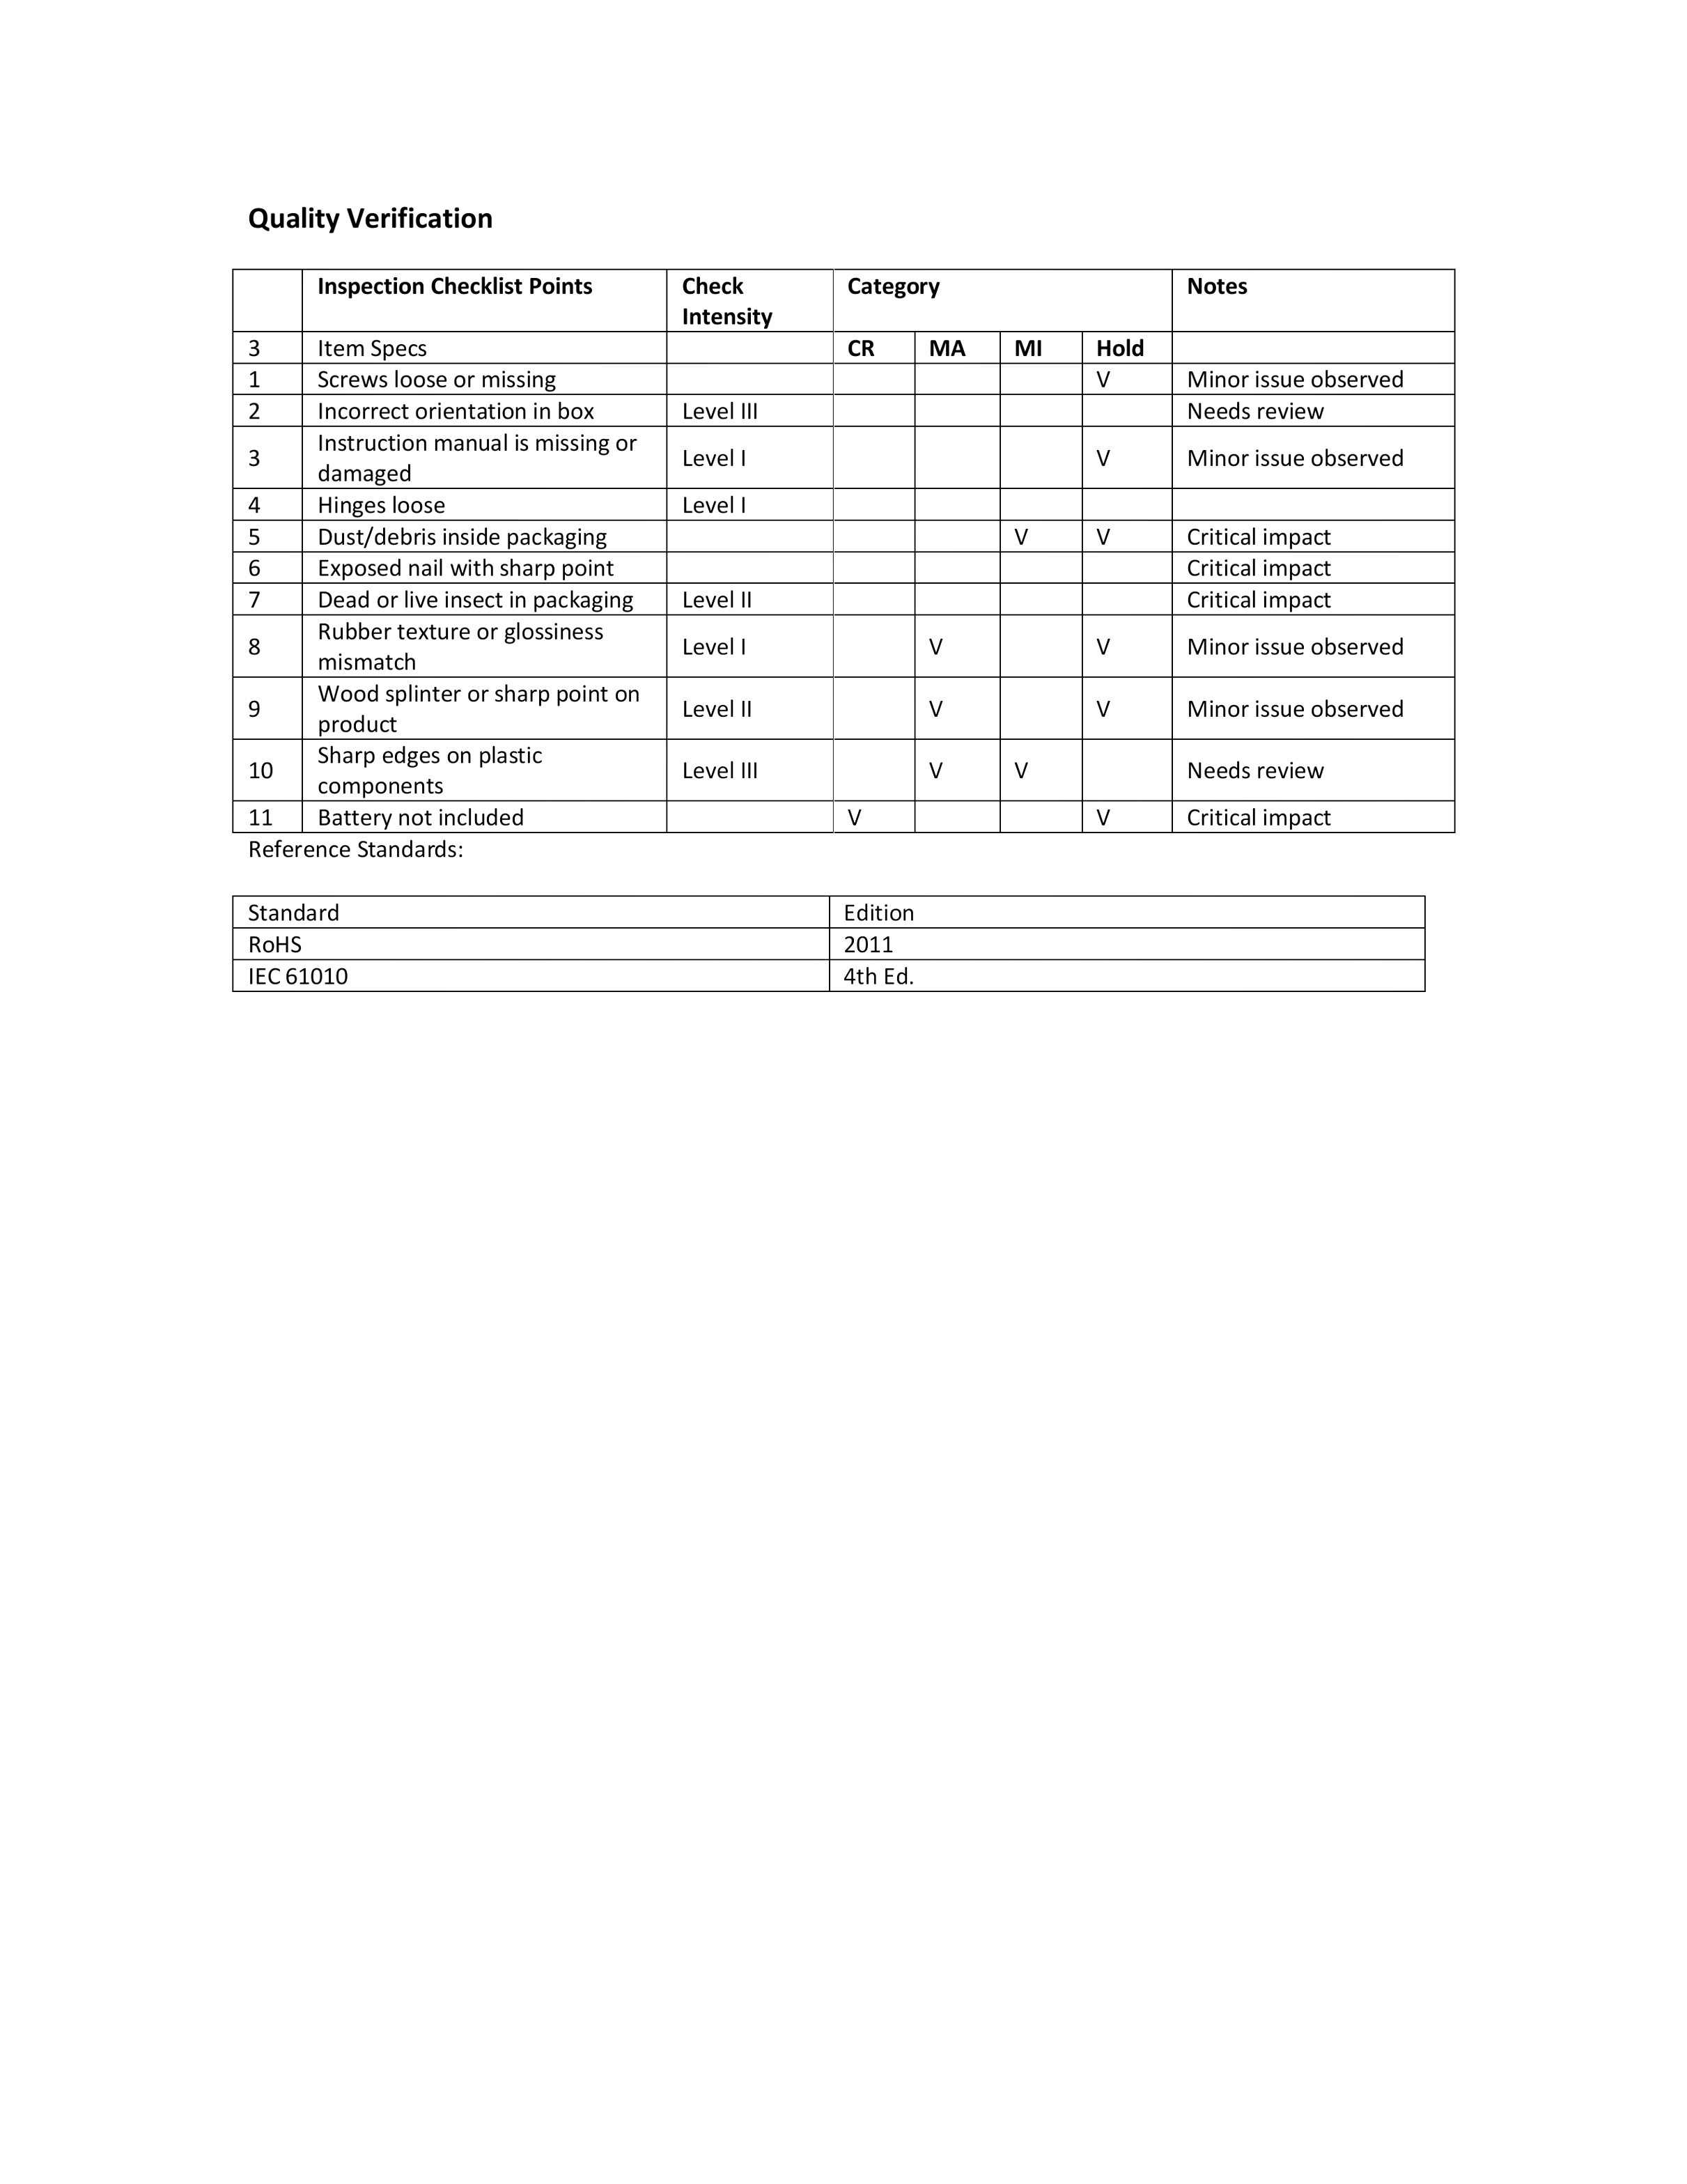 Quality Verification
Inspection Checklist Points Check Intensity Category Notes
3 Item Specs CR MA MI Hold
1 Screws loose or missing V Minor issue observed
2 Incorrect orientation in box Level III Needs review
3 Instruction manual is missing or damaged Level I V Minor issue observed
4 Hinges loose Level I
5 Dust/debris inside packaging V V Critical impact
6 Exposed nail with sharp point Critical impact
7 Dead or live insect in packaging Level II Critical impact
8 Rubber texture or glossiness mismatch Level I V V Minor issue observed
9 Wood splinter or sharp point on product Level II V V Minor issue observed
10 Sharp edges on plastic components Level III V V Needs review
11 Battery not included V V Critical impact
Reference Standards:
Standard Edition
RoHS 2011
IEC 61010 4th Ed.